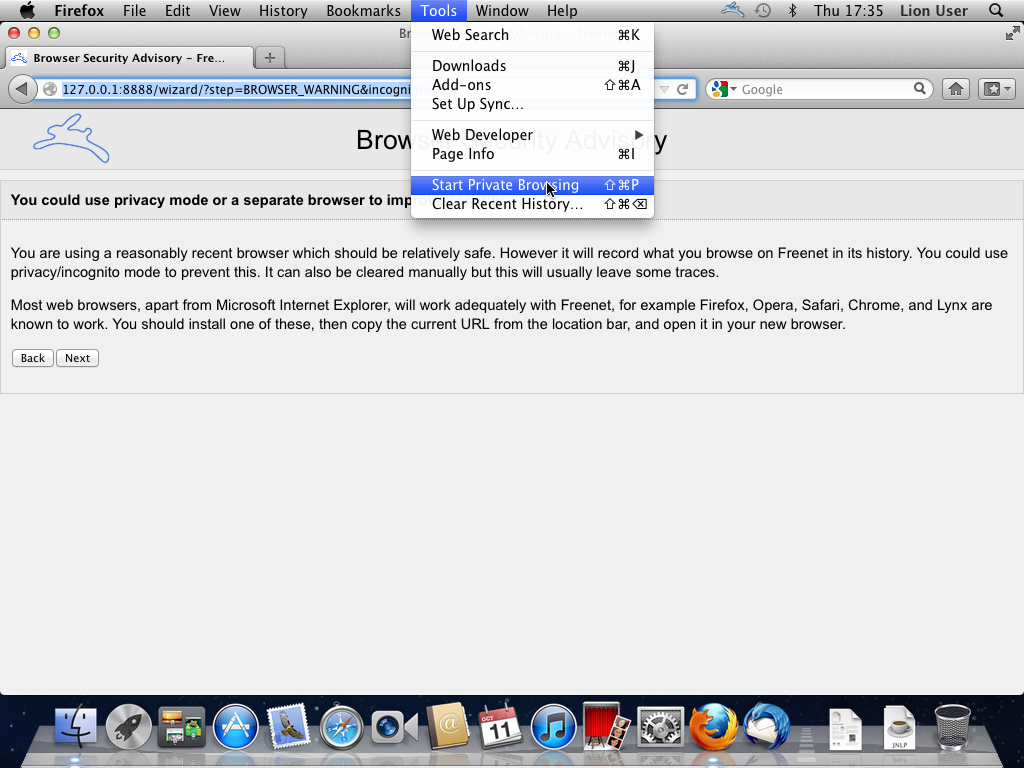 Firefox File Edit View History Bookmarks Tools Window Help Thu 17:35 Lion User
Web Search ⌘K
Downloads ⌘J
Add-ons ⇧⌘A
Set Up Sync...
Web Developer ▶
Page Info ⌘I
Start Private Browsing ⇧⌘P
Clear Recent History... ⇧⌘⌫
Browser Security Advisory – Fre...
127.0.0.1:8888/wizard/?step=BROWSER_WARNING&incogni
Google
Browser Security Advisory
You could use privacy mode or a separate browser to imp
You are using a reasonably recent browser which should be relatively safe. However it will record what you browse on Freenet in its history. You could use
privacy/incognito mode to prevent this. It can also be cleared manually but this will usually leave some traces.
Most web browsers, apart from Microsoft Internet Explorer, will work adequately with Freenet, for example Firefox, Opera, Safari, Chrome, and Lynx are
known to work. You should install one of these, then copy the current URL from the location bar, and open it in your new browser.
Back Next
OCT
11
JNLP